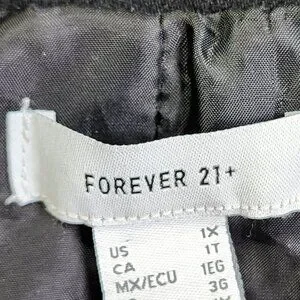 FOREVER 21+
1X
US 1T
CA 1EG
MX/ECU 3G